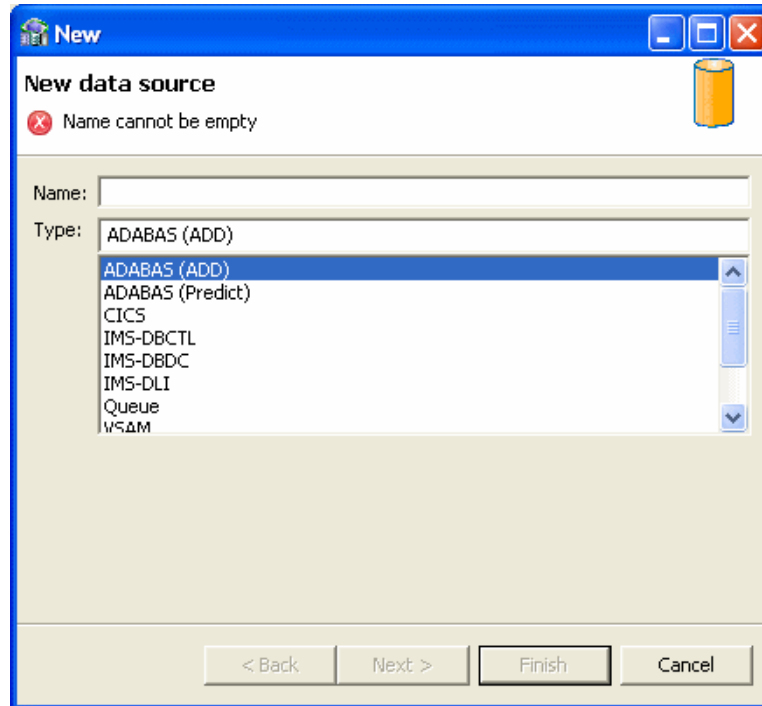 New
New data source
Name cannot be empty
Name:
Type: ADABAS (ADD)
ADABAS (ADD)
ADABAS (Predict)
CICS
IMS-DBCTL
IMS-DBDC
IMS-DLI
Queue
VSAM
< Back Next > Finish Cancel